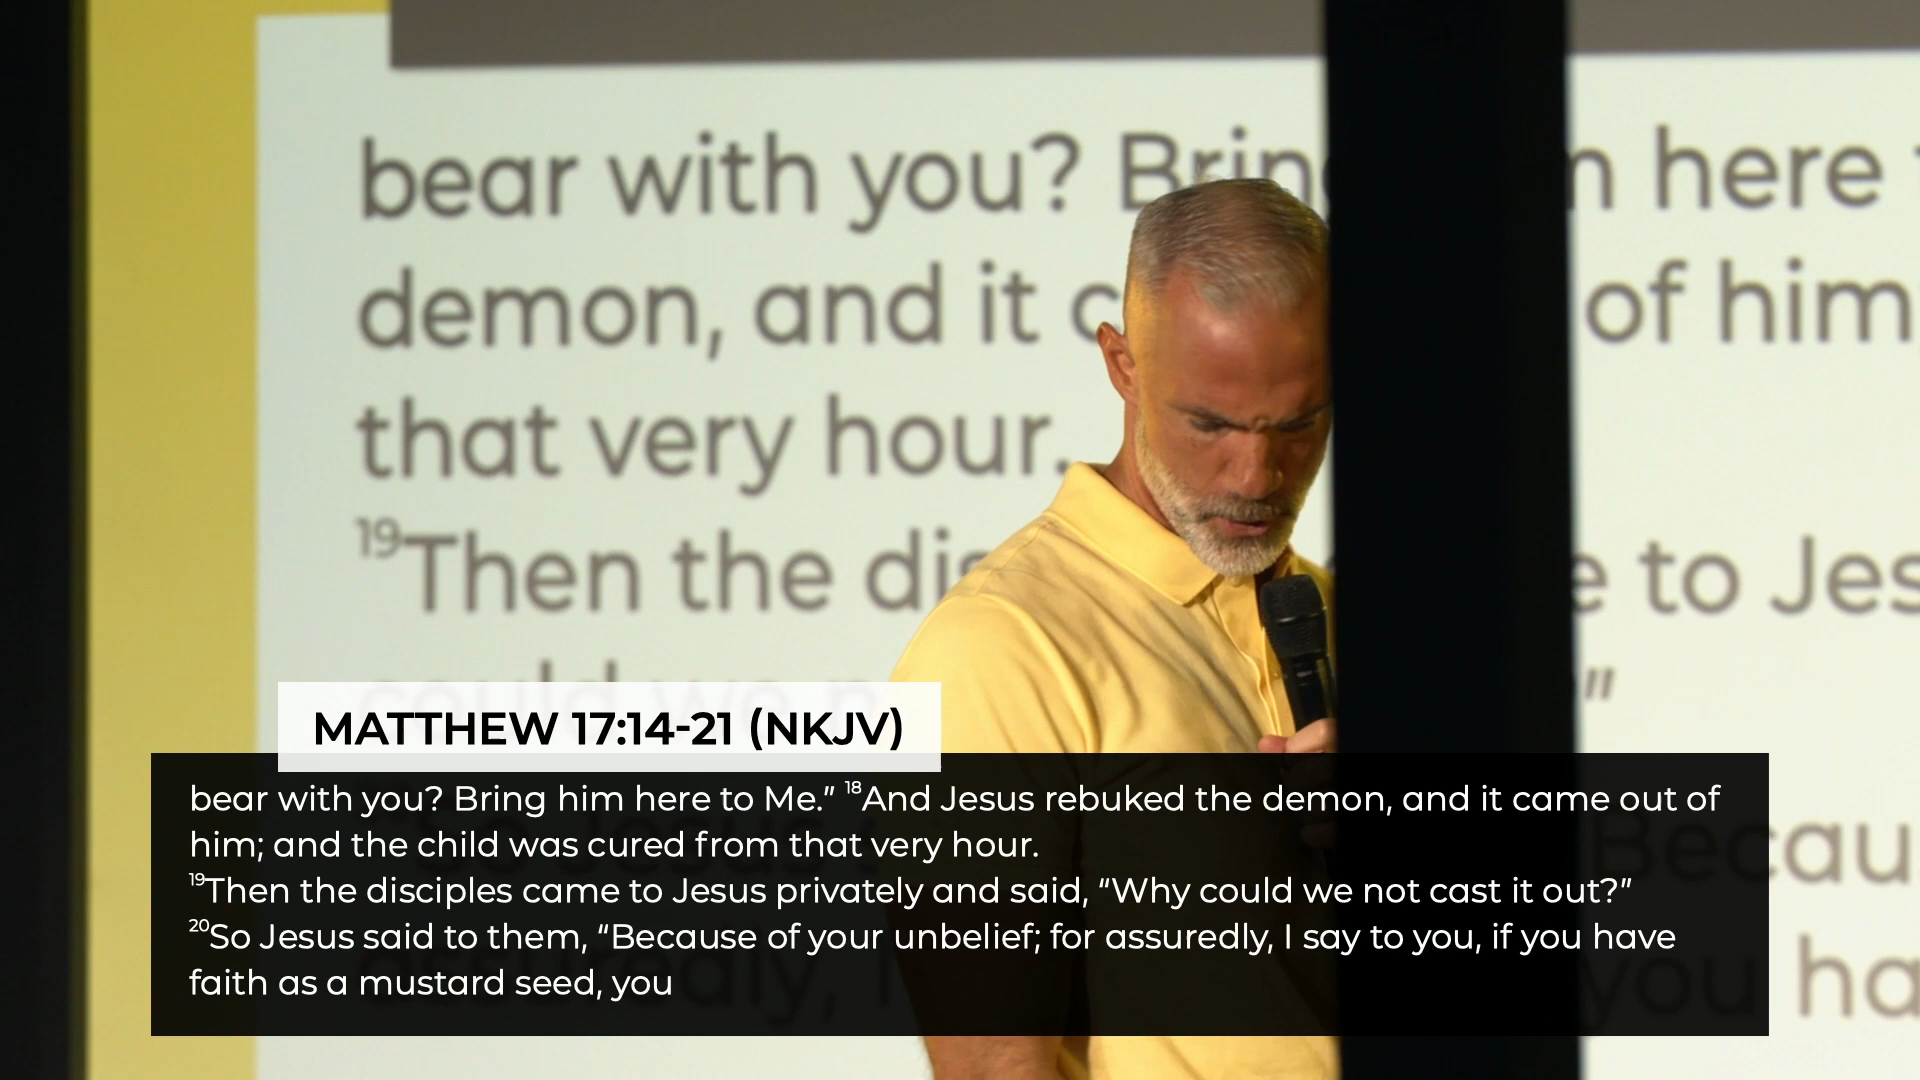 bear with you? Brin n here
demon, and it c of him,
that very hour.
19Then the dis e to Jes
could we n "
MATTHEW 17:14-21 (NKJV)
bear with you? Bring him here to Me.” 18And Jesus rebuked the demon, and it came out of
him; and the child was cured from that very hour.
19Then the disciples came to Jesus privately and said, “Why could we not cast it out?”
20So Jesus said to them, “Because of your unbelief; for assuredly, I say to you, if you have
faith as a mustard seed, you